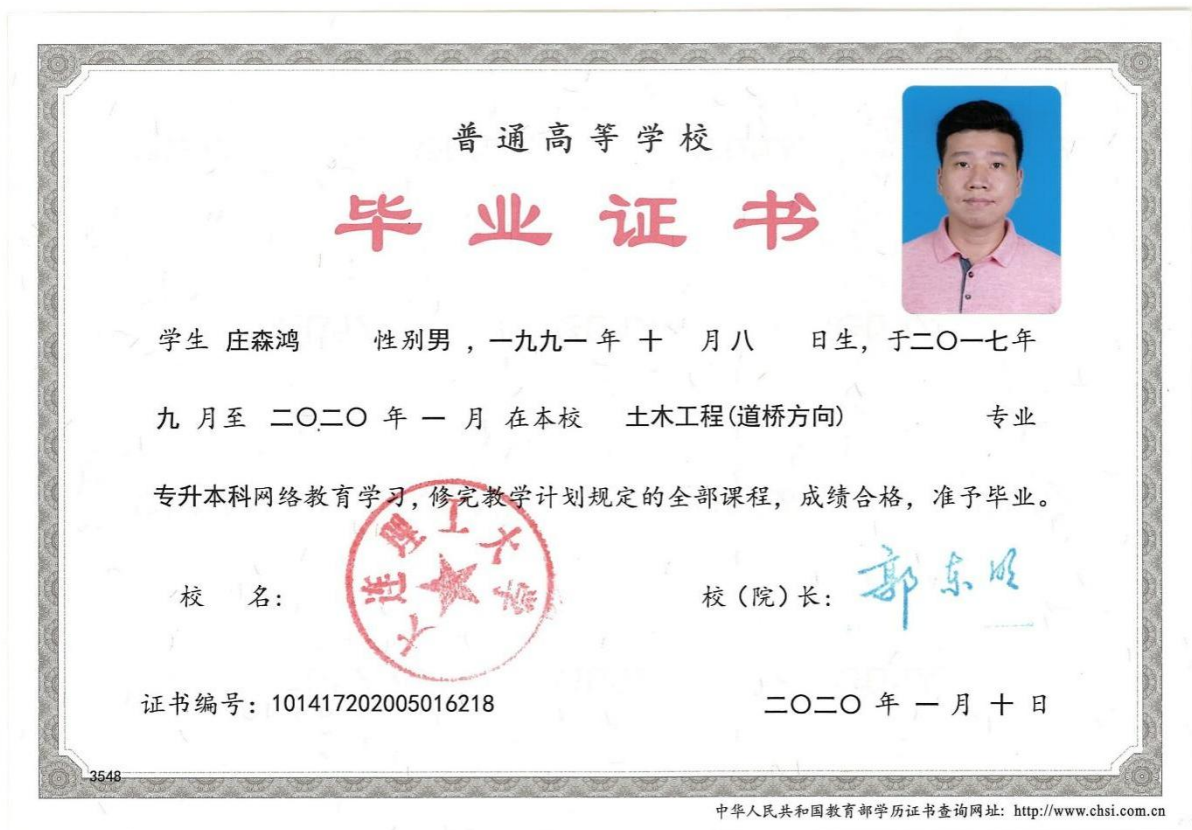 普通高等学校
毕业证书
学生 庄森鸿 性别男，一九九一年 十 月八 日生，于二〇一七年
九 月至 二〇二〇 年 一 月 在本校 土木工程(道桥方向) 专业
专升本科网络教育学习，修完教学计划规定的全部课程，成绩合格，准予毕业。
大连理工大学
校 名：
校（院）长：郭东明
证书编号：101417202005016218
二〇二〇 年 一 月 十 日
3548
中华人民共和国教育部学历证书查询网址：http://www.chsi.com.cn